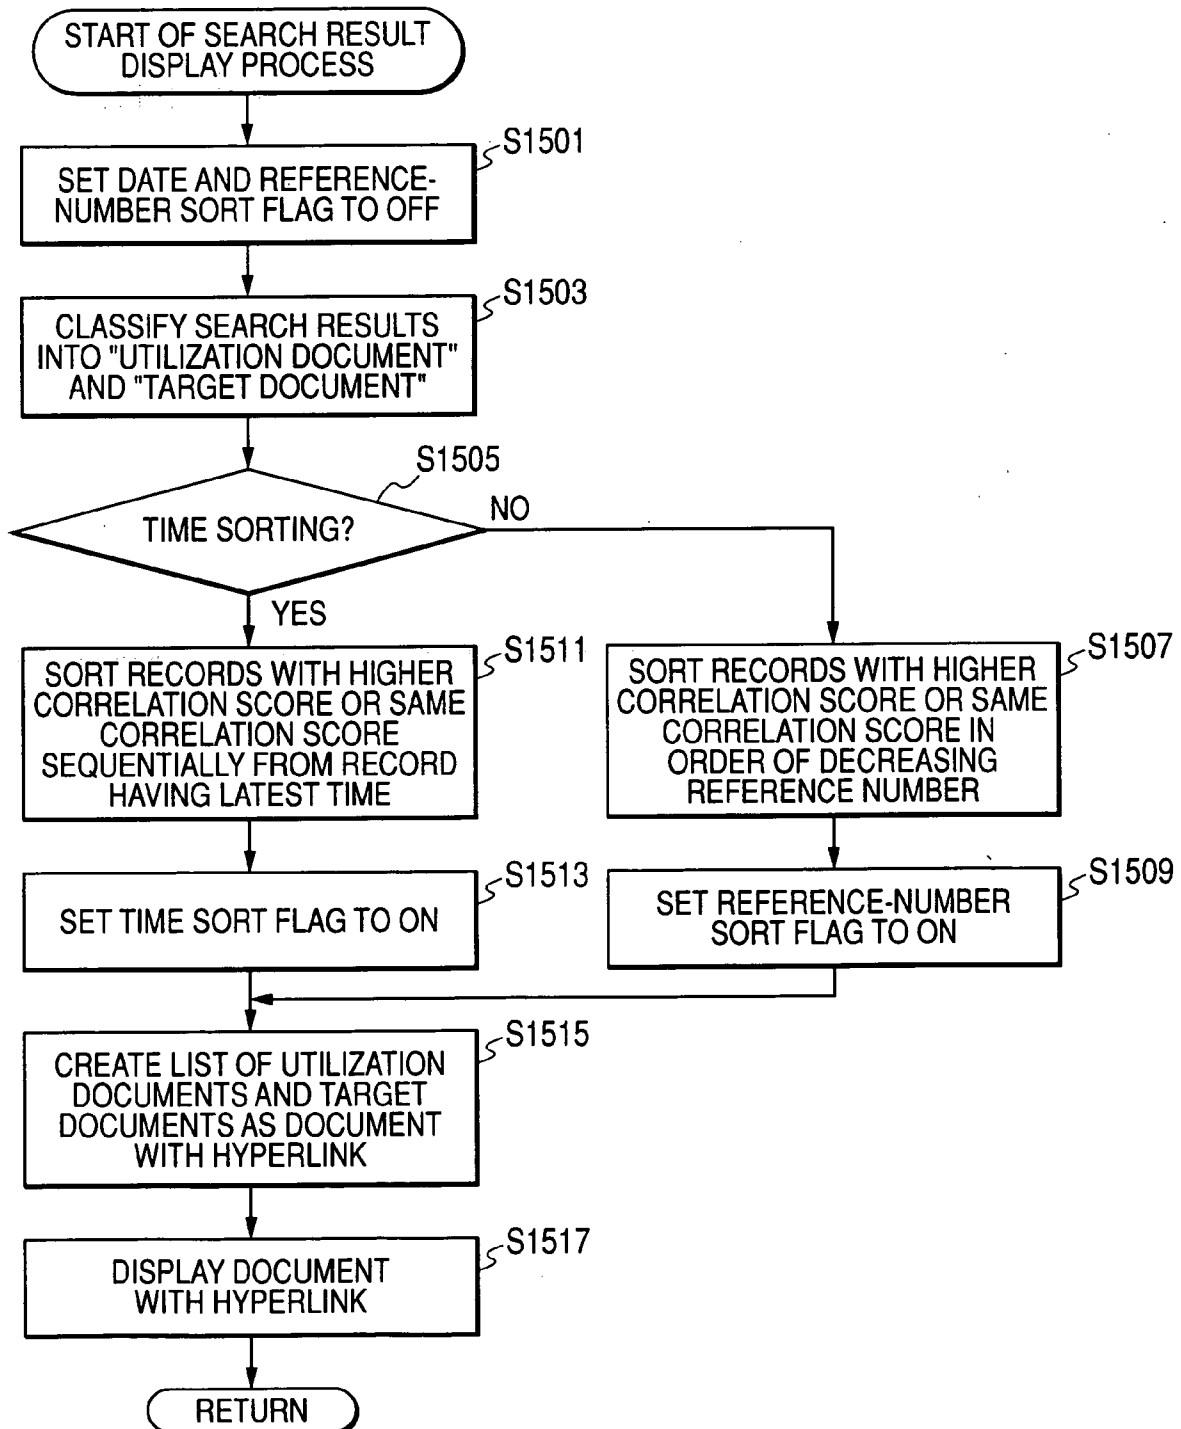 START OF SEARCH RESULT
DISPLAY PROCESS
S1501
SET DATE AND REFERENCE-
NUMBER SORT FLAG TO OFF
S1503
CLASSIFY SEARCH RESULTS
INTO "UTILIZATION DOCUMENT"
AND "TARGET DOCUMENT"
S1505
TIME SORTING?
NO
YES
S1511
SORT RECORDS WITH HIGHER
CORRELATION SCORE OR SAME
CORRELATION SCORE
SEQUENTIALLY FROM RECORD
HAVING LATEST TIME
S1507
SORT RECORDS WITH HIGHER
CORRELATION SCORE OR SAME
CORRELATION SCORE IN
ORDER OF DECREASING
REFERENCE NUMBER
S1513
SET TIME SORT FLAG TO ON
S1509
SET REFERENCE-NUMBER
SORT FLAG TO ON
S1515
CREATE LIST OF UTILIZATION
DOCUMENTS AND TARGET
DOCUMENTS AS DOCUMENT
WITH HYPERLINK
S1517
DISPLAY DOCUMENT
WITH HYPERLINK
RETURN